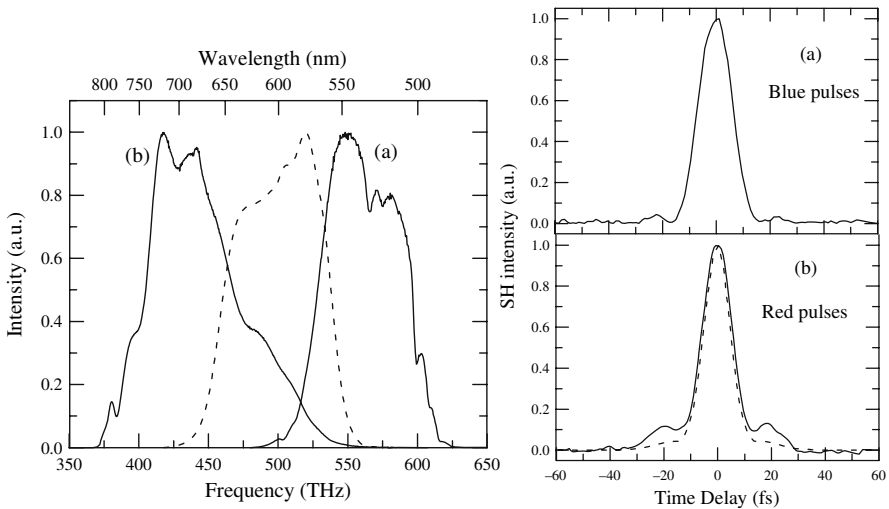 Wavelength (nm)
800 750 700 650 600 550 500
1.0
0.8
0.6
0.4
0.2
0.0
Intensity (a.u.)
(b)
(a)
350 400 450 500 550 600 650
Frequency (THz)
SH intensity (a.u.)
1.0
0.8
0.6
0.4
0.2
0.0
(a)
Blue pulses
1.0
0.8
0.6
0.4
0.2
0.0
(b)
Red pulses
−60 −40 −20 0 20 40 60
Time Delay (fs)